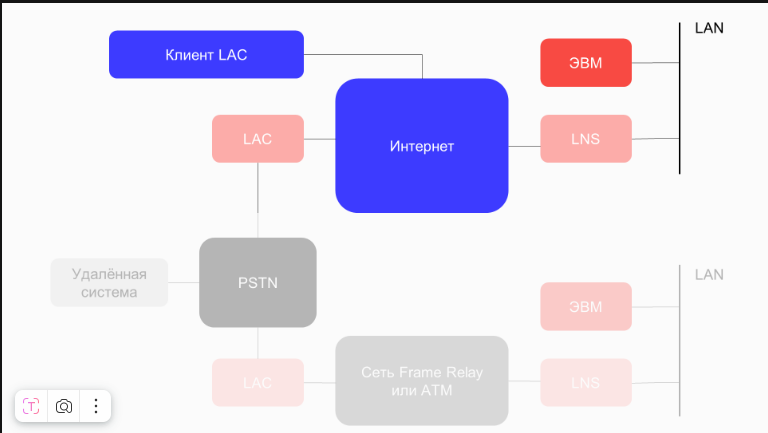 LAN
Клиент LAC
ЭВМ
LAC
Интернет
LNS
Удалённая
система
PSTN
LAN
ЭВМ
LAC
Сеть Frame Relay
или ATM
LNS